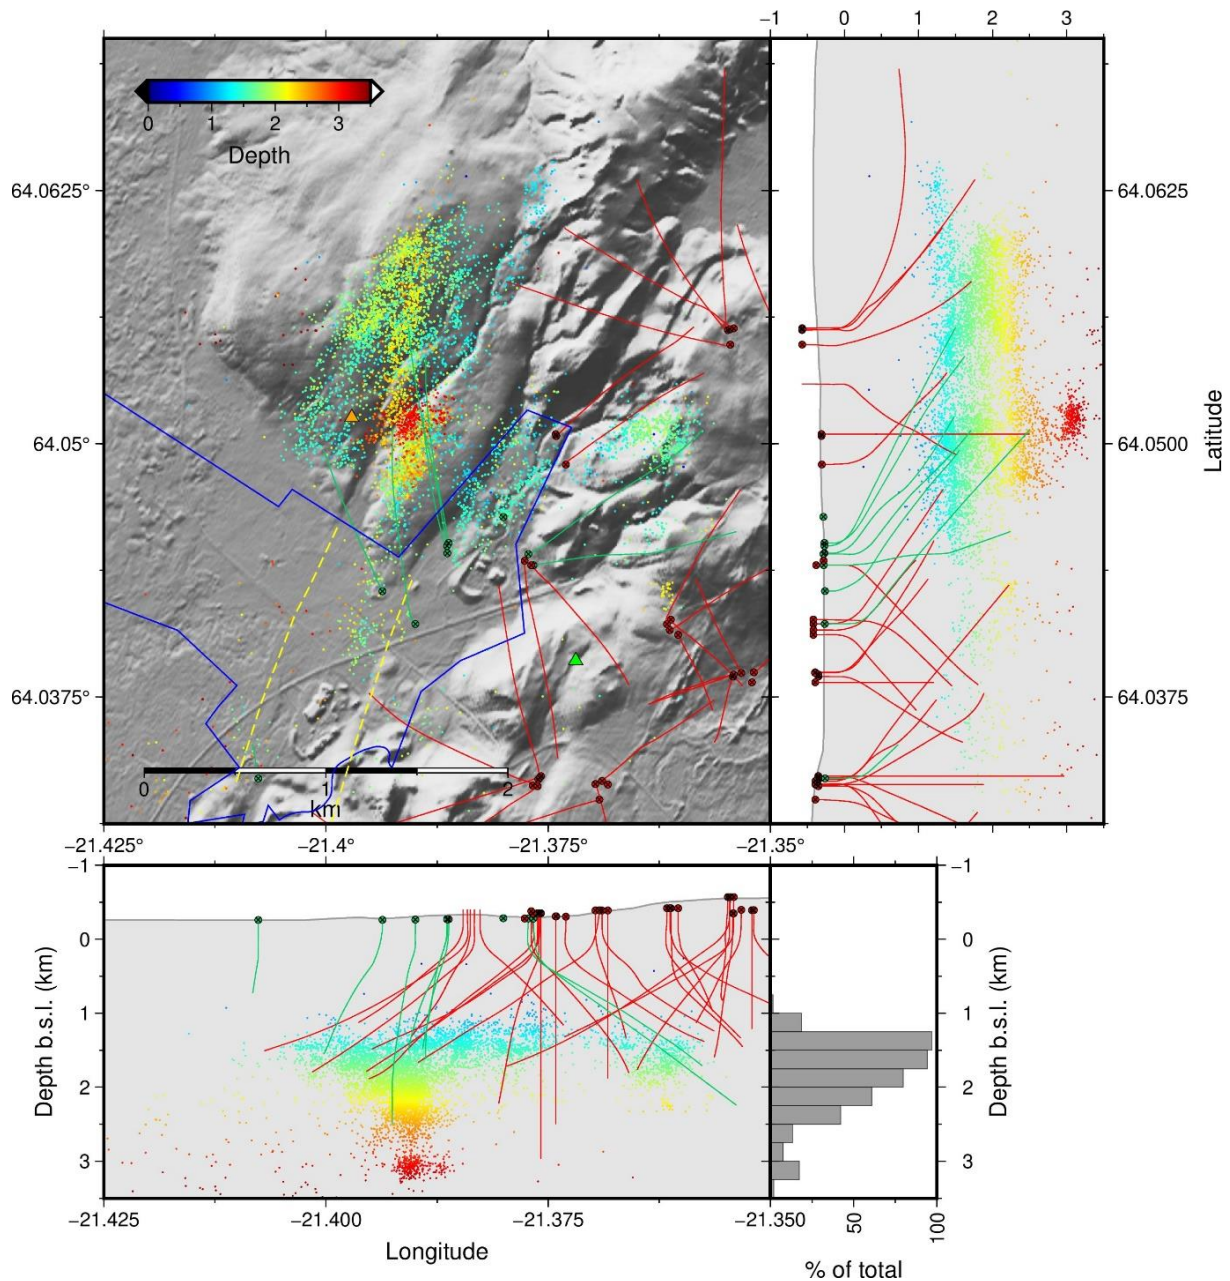 −1 0 1 2 3
0 1 2 3
Depth
64.0625° 64.0625°
64.05° 64.0500
Latitude
64.0375° 64.0375
0 1 2
km
−21.425° −21.4° −21.375° −21.35°
−1 −1
0 0
1 1
2 2
3 3
Depth b.s.l. (km) Depth b.s.l. (km)
−21.425 −21.400 −21.375 −21.350 50 100
Longitude
% of total